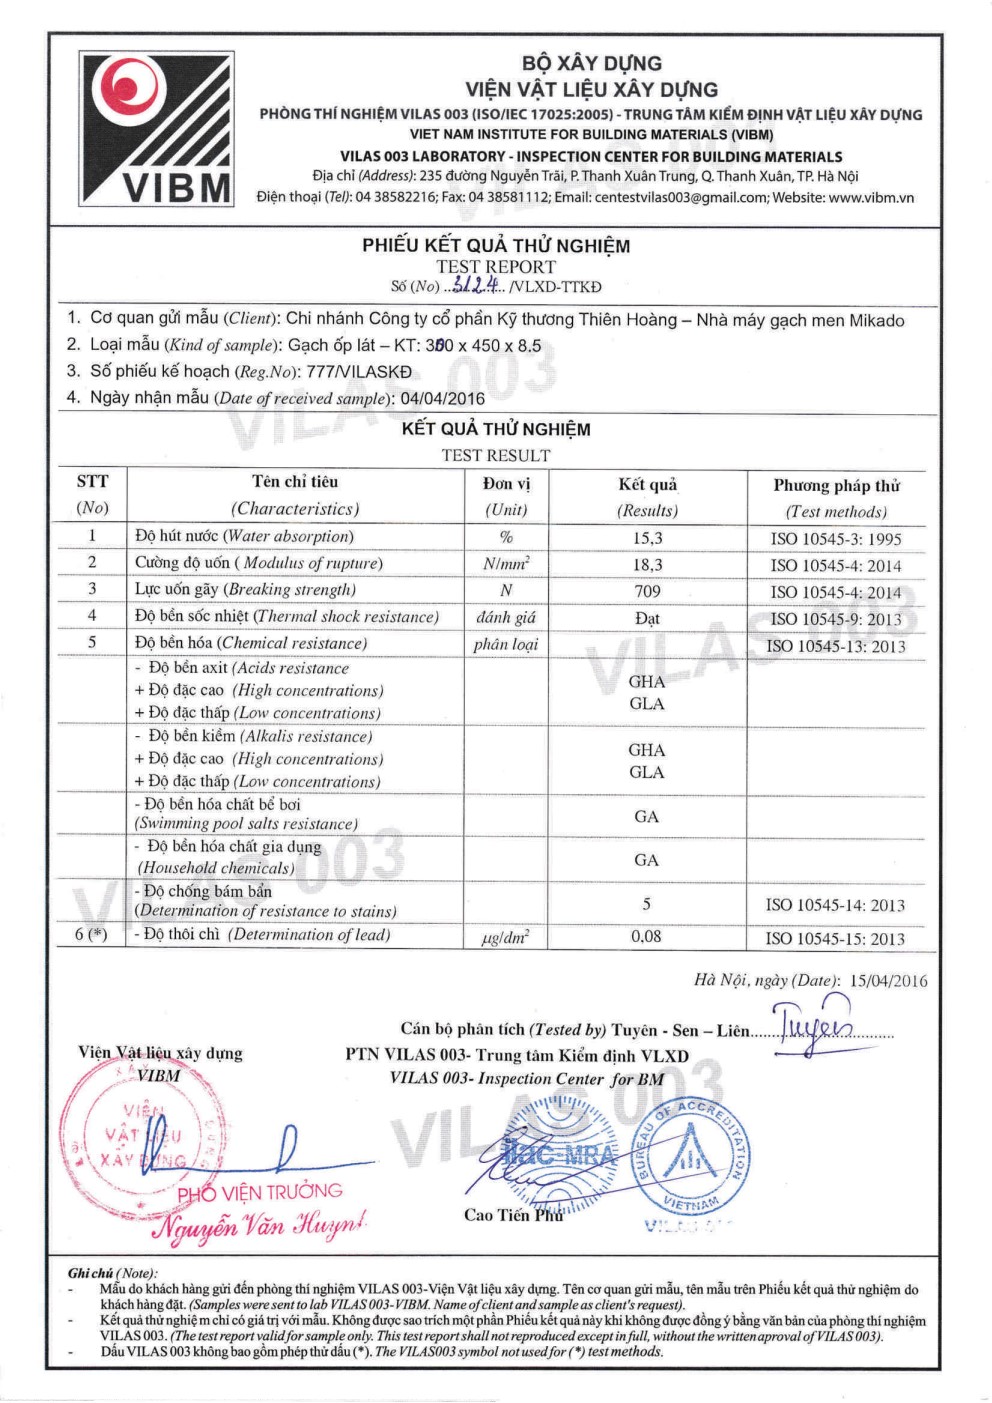 VIBM
BỘ XÂY DỰNG
VIỆN VẬT LIỆU XÂY DỰNG
PHÒNG THÍ NGHIỆM VILAS 003 (ISO/IEC 17025:2005) - TRUNG TÂM KIỂM ĐỊNH VẬT LIỆU XÂY DỰNG
VIET NAM INSTITUTE FOR BUILDING MATERIALS (VIBM)
VILAS 003 LABORATORY - INSPECTION CENTER FOR BUILDING MATERIALS
Địa chỉ (Address): 235 đường Nguyễn Trãi, P. Thanh Xuân Trung, Q. Thanh Xuân, TP. Hà Nội
Điện thoại (Tel): 04 38582216; Fax: 04 38581112; Email: centestvilas003@gmail.com; Website: www.vibm.vn
PHIẾU KẾT QUẢ THỬ NGHIỆM
TEST REPORT
Số (No) ..3124.. /VLXD-TTKĐ
1. Cơ quan gửi mẫu (Client): Chi nhánh Công ty cổ phần Kỹ thương Thiên Hoàng – Nhà máy gạch men Mikado
2. Loại mẫu (Kind of sample): Gạch ốp lát – KT: 300 x 450 x 8.5
3. Số phiếu kế hoạch (Reg.No): 777/VILASKĐ
4. Ngày nhận mẫu (Date of received sample): 04/04/2016
VILAS 003
KẾT QUẢ THỬ NGHIỆM
TEST RESULT
STT (No) Tên chỉ tiêu (Characteristics) Đơn vị (Unit) Kết quả (Results) Phương pháp thử (Test methods)
1 Độ hút nước (Water absorption) % 15,3 ISO 10545-3: 1995
2 Cường độ uốn ( Modulus of rupture) N/mm² 18,3 ISO 10545-4: 2014
3 Lực uốn gãy (Breaking strength) N 709 ISO 10545-4: 2014
4 Độ bền sốc nhiệt (Thermal shock resistance) đánh giá Đạt ISO 10545-9: 2013
5 Độ bền hóa (Chemical resistance) phân loại ISO 10545-13: 2013
VILAS 003
- Độ bền axit (Acids resistance
+ Độ đặc cao (High concentrations) GHA
+ Độ đặc thấp (Low concentrations) GLA
- Độ bền kiềm (Alkalis resistance)
+ Độ đặc cao (High concentrations) GHA
+ Độ đặc thấp (Low concentrations) GLA
- Độ bền hóa chất bể bơi
(Swimming pool salts resistance) GA
- Độ bền hóa chất gia dụng
(Household chemicals) GA
VILAS 003
- Độ chống bám bẩn
(Determination of resistance to stains) 5 ISO 10545-14: 2013
6 (*) - Độ thôi chì (Determination of lead) µg/dm² 0,08 ISO 10545-15: 2013
Hà Nội, ngày (Date): 15/04/2016
Cán bộ phân tích (Tested by) Tuyên - Sen – Liên..... Tuyên
Viện Vật liệu xây dựng
VIBM
PTN VILAS 003- Trung tâm Kiểm định VLXD
VILAS 003- Inspection Center for BM
VILAS 003
VIỆN
VẬT LIỆU
XÂY DỰNG
ilac-MRA
BUREAU OF ACCREDITATION
VIETNAM
PHÓ VIỆN TRƯỞNG
Nguyễn Văn Huynh
Cao Tiến Phú
Ghi chú (Note):
- Mẫu do khách hàng gửi đến phòng thí nghiệm VILAS 003-Viện Vật liệu xây dựng. Tên cơ quan gửi mẫu, tên mẫu trên Phiếu kết quả thử nghiệm do
khách hàng đặt. (Samples were sent to lab VILAS 003- VIBM. Name of client and sample as client's request).
- Kết quả thử nghiệm chỉ có giá trị với mẫu. Không được sao trích một phần Phiếu kết quả này khi không được đồng ý bằng văn bản của phòng thí nghiệm
VILAS 003. (The test report valid for sample only. This test report shall not reproduced except in full, without the written aproval of VILAS 003).
- Dấu VILAS 003 không bao gồm phép thử dấu (*). The VILAS003 symbol not used for (*) test methods.